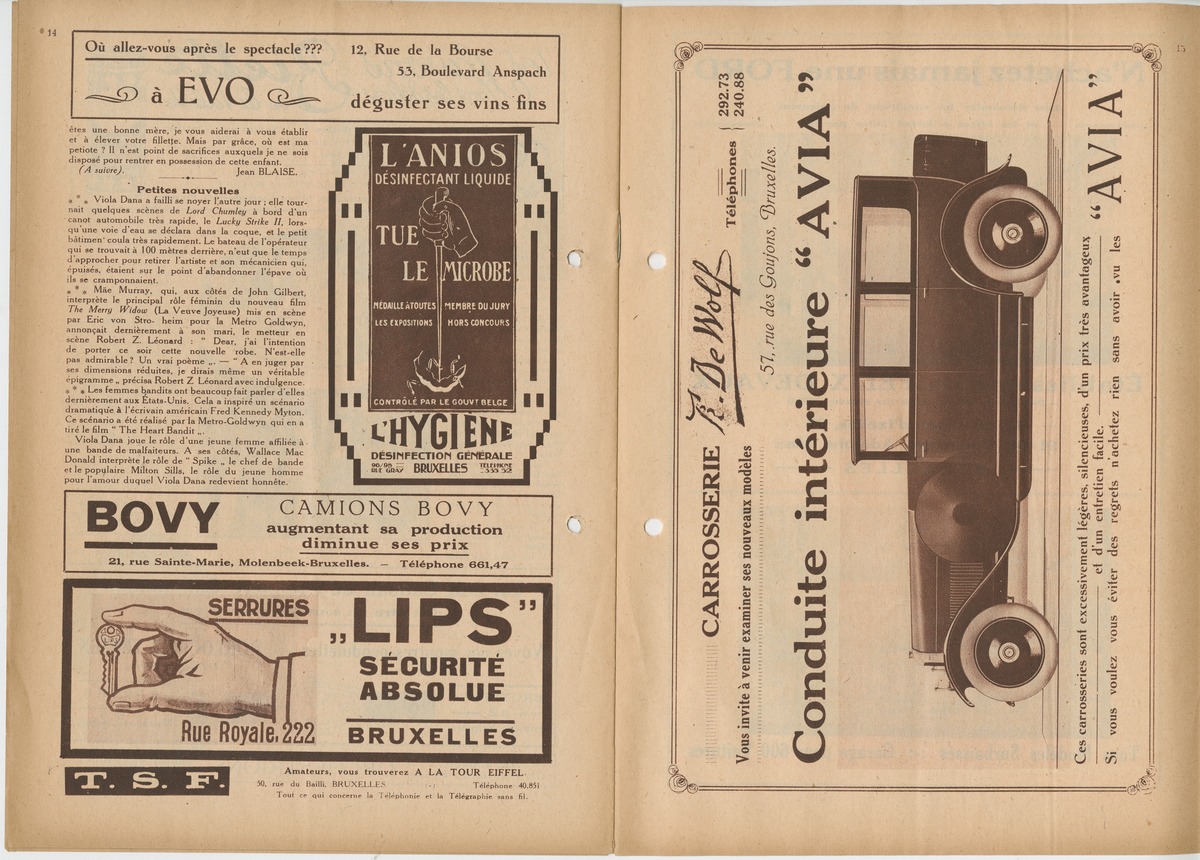 14
Où allez-vous après le spectacle ???
à EVO
12, Rue de la Bourse
53, Boulevard Anspach
déguster ses vins fins
êtes une bonne mère, je vous aiderai à vous établir
et à élever votre fillette. Mais par grâce, où est ma
petiote ? Il n'est point de sacrifices auxquels je ne sois
disposé pour rentrer en possession de cette enfant.
(A suivre). Jean BLAISE.
Petites nouvelles
*** Viola Dana a failli se noyer l'autre jour ; elle tour-
nait quelques scènes de Lord Chumley à bord d'un
canot automobile très rapide, le Lucky Strike II, lors-
qu'une voie d'eau se déclara dans la coque, et le petit
bâtiment coula très rapidement. Le bateau de l'opérateur
qui se trouvait à 100 mètres derrière, n'eut que le temps
d'approcher pour retirer l'artiste et son mécanicien qui,
épuisés, étaient sur le point d'abandonner l'épave où
ils se cramponnaient.
*** Mãe Murray, qui, aux côtés de John Gilbert,
interprète le principal rôle féminin du nouveau film
The Merry Widow (La Veuve Joyeuse) mis en scène
par Eric von Stro- heim pour la Metro Goldwyn,
annonçait dernièrement à son mari, le metteur en
scène Robert Z. Léonard : " Dear, j'ai l'intention
de porter ce soir cette nouvelle robe. N'est-elle
pas admirable ? Un vrai poème „. — " A en juger par
ses dimensions réduites, je dirais même un véritable
épigramme „ précisa Robert Z Léonard avec indulgence.
*** Les femmes bandits ont beaucoup fait parler d'elles
dernièrement aux États-Unis. Cela a inspiré un scénario
dramatique à l'écrivain américain Fred Kennedy Myton.
Ce scénario a été réalisé par la Metro-Goldwyn qui en a
tiré le film " The Heart Bandit „.
Viola Dana joue le rôle d'une jeune femme affiliée à
une bande de malfaiteurs. A ses côtés, Wallace Mac
Donald interprète le rôle de " Spike „ le chef de bande
et le populaire Milton Sills, le rôle du jeune homme
pour l'amour duquel Viola Dana redevient honnête.
L'ANIOS
DÉSINFECTANT LIQUIDE
TUE
LE MICROBE
MÉDAILLE À TOUTES LES EXPOSITIONS
MEMBRE DU JURY HORS CONCOURS
CONTRÔLÉ PAR LE GOUVT BELGE
L'HYGIÈNE
DÉSINFECTION GÉNÉRALE
96/98 RUE GRAY BRUXELLES TÉLÉPHONE 335 52
BOVY
CAMIONS BOVY
augmentant sa production
diminue ses prix
21, rue Sainte-Marie, Molenbeek-Bruxelles. — Téléphone 661,47
SERRURES
„LIPS”
SÉCURITÉ
ABSOLUE
Rue Royale, 222
BRUXELLES
T. S. F.
Amateurs, vous trouverez A LA TOUR EIFFEL
50, rue du Bailli, BRUXELLES -:- Téléphone 40.851
Tout ce qui concerne la Téléphonie et la Télégraphie sans fil.
15
CARROSSERIE F. De Wolf Téléphones { 292.73
240.88
Vous invite à venir examiner ses nouveaux modèles 57, rue des Goujons, Bruxelles.
Conduite intérieure “ AVIA ”
Ces carrosseries sont excessivement légères, silencieuses, d'un prix très avantageux
et d'un entretien facile.
Si vous voulez vous éviter des regrets n'achetez rien sans avoir vu les “ AVIA ”